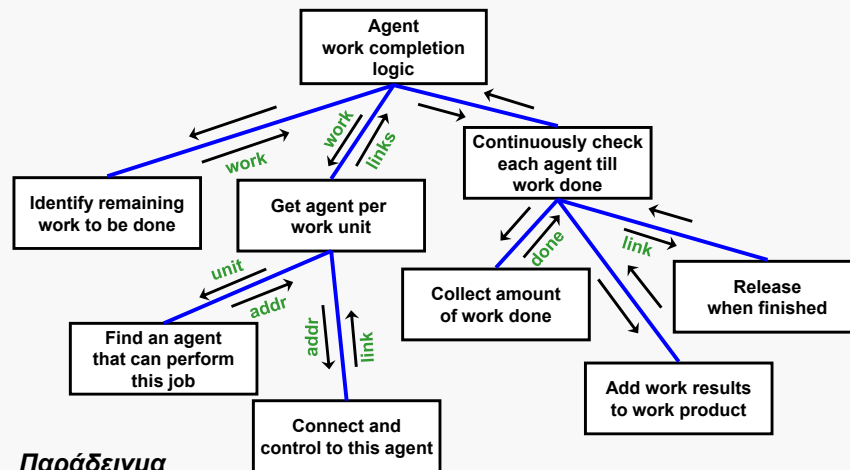 Agent
work completion
logic
work
work
links
Continuously check
each agent till
work done
Identify remaining
work to be done
Get agent per
work unit
done
link
unit
addr
addr
link
Collect amount
of work done
Release
when finished
Find an agent
that can perform
this job
Add work results
to work product
Connect and
control to this agent
Παράδειγμα